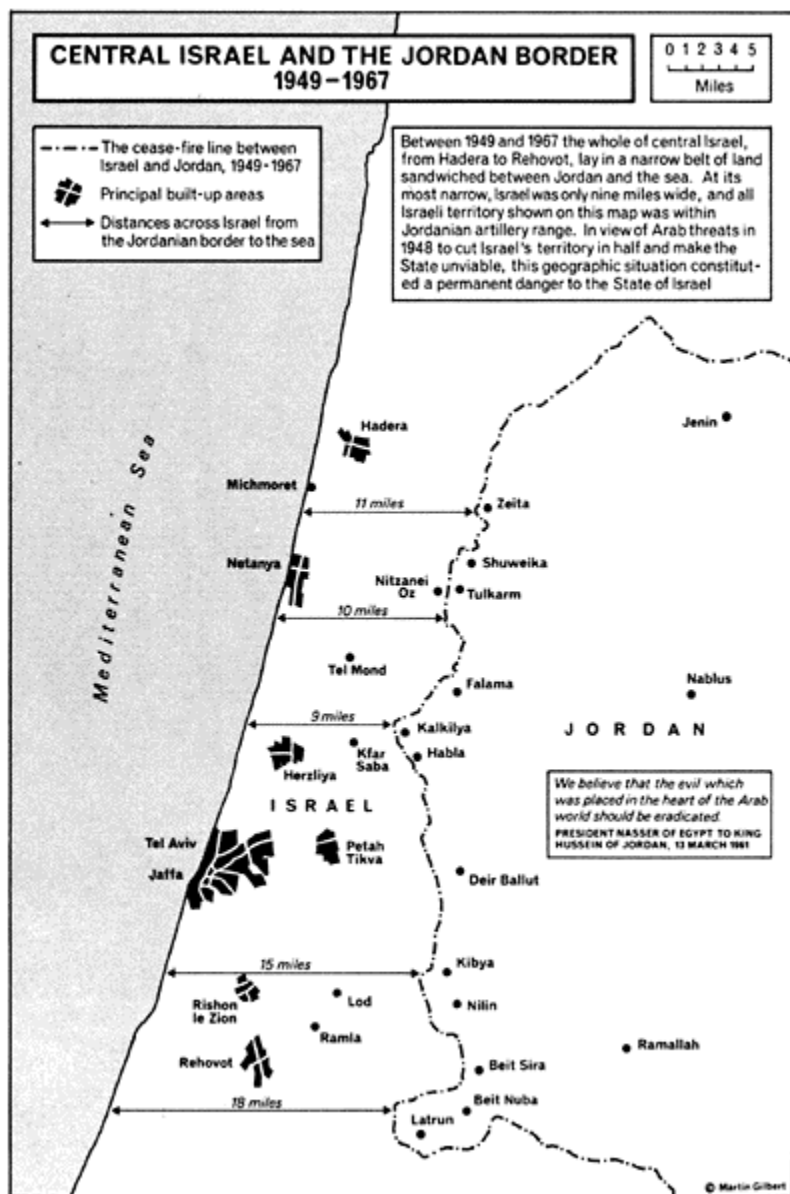 CENTRAL ISRAEL AND THE JORDAN BORDER
1949–1967
0 1 2 3 4 5
Miles
The cease-fire line between
Israel and Jordan, 1949-1967
Principal built-up areas
Distances across Israel from
the Jordanian border to the sea
Between 1949 and 1967 the whole of central Israel,
from Hadera to Rehovot, lay in a narrow belt of land
sandwiched between Jordan and the sea. At its
most narrow, Israel was only nine miles wide, and all
Israeli territory shown on this map was within
Jordanian artillery range. In view of Arab threats in
1948 to cut Israel's territory in half and make the
State unviable, this geographic situation constitut-
ed a permanent danger to the State of Israel
Jenin
Hadera
Mediterranean Sea
Michmoret
11 miles
Zeita
Netanya
Shuweika
Nitzanei
Oz
Tulkarm
10 miles
Tel Mond
Falama
Nablus
9 miles
Kalkilya
JORDAN
Kfar
Saba
Habla
Herzliya
ISRAEL
We believe that the evil which
was placed in the heart of the Arab
world should be eradicated.
PRESIDENT NASSER OF EGYPT TO KING
HUSSEIN OF JORDAN, 13 MARCH 1961
Tel Aviv
Jaffa
Petah
Tikva
Deir Ballut
15 miles
Kibya
Rishon
le Zion
Lod
Nilin
Ramla
Ramallah
Rehovot
Beit Sira
18 miles
Beit Nuba
Latrun
© Martin Gilbert